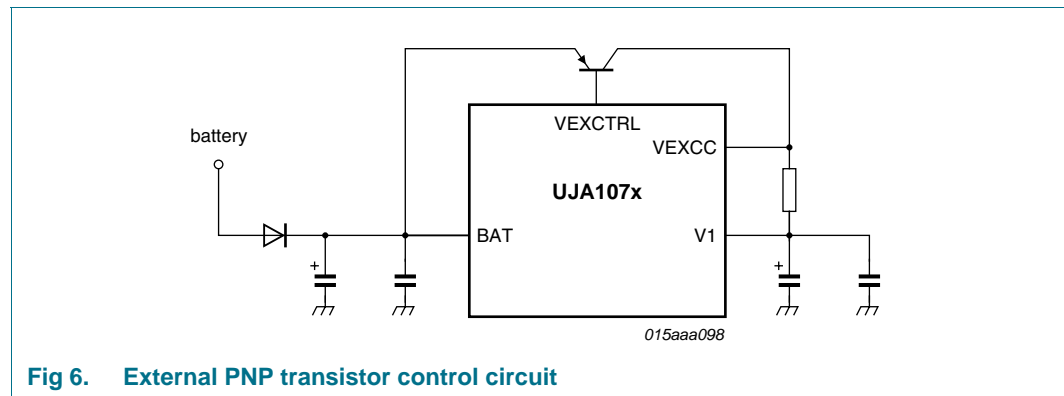 VEXCTRL
battery
VEXCC
UJA107x
BAT
V1
+
+
015aaa098
Fig 6. External PNP transistor control circuit